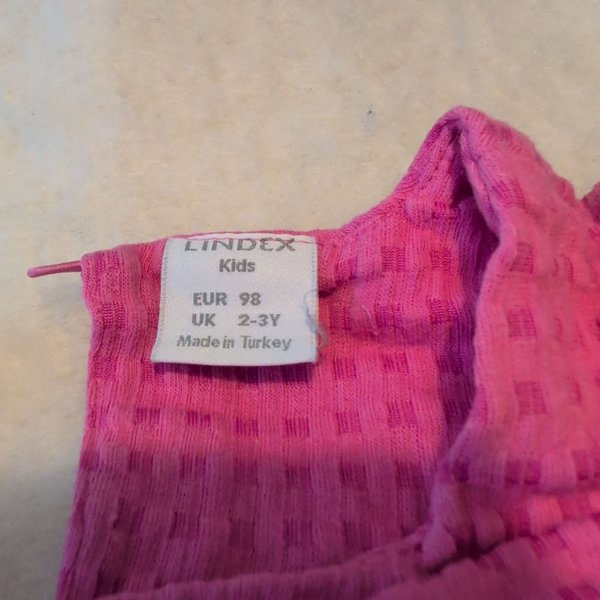 LINDEX
Kids
EUR 98
UK 2-3Y
Made in Turkey